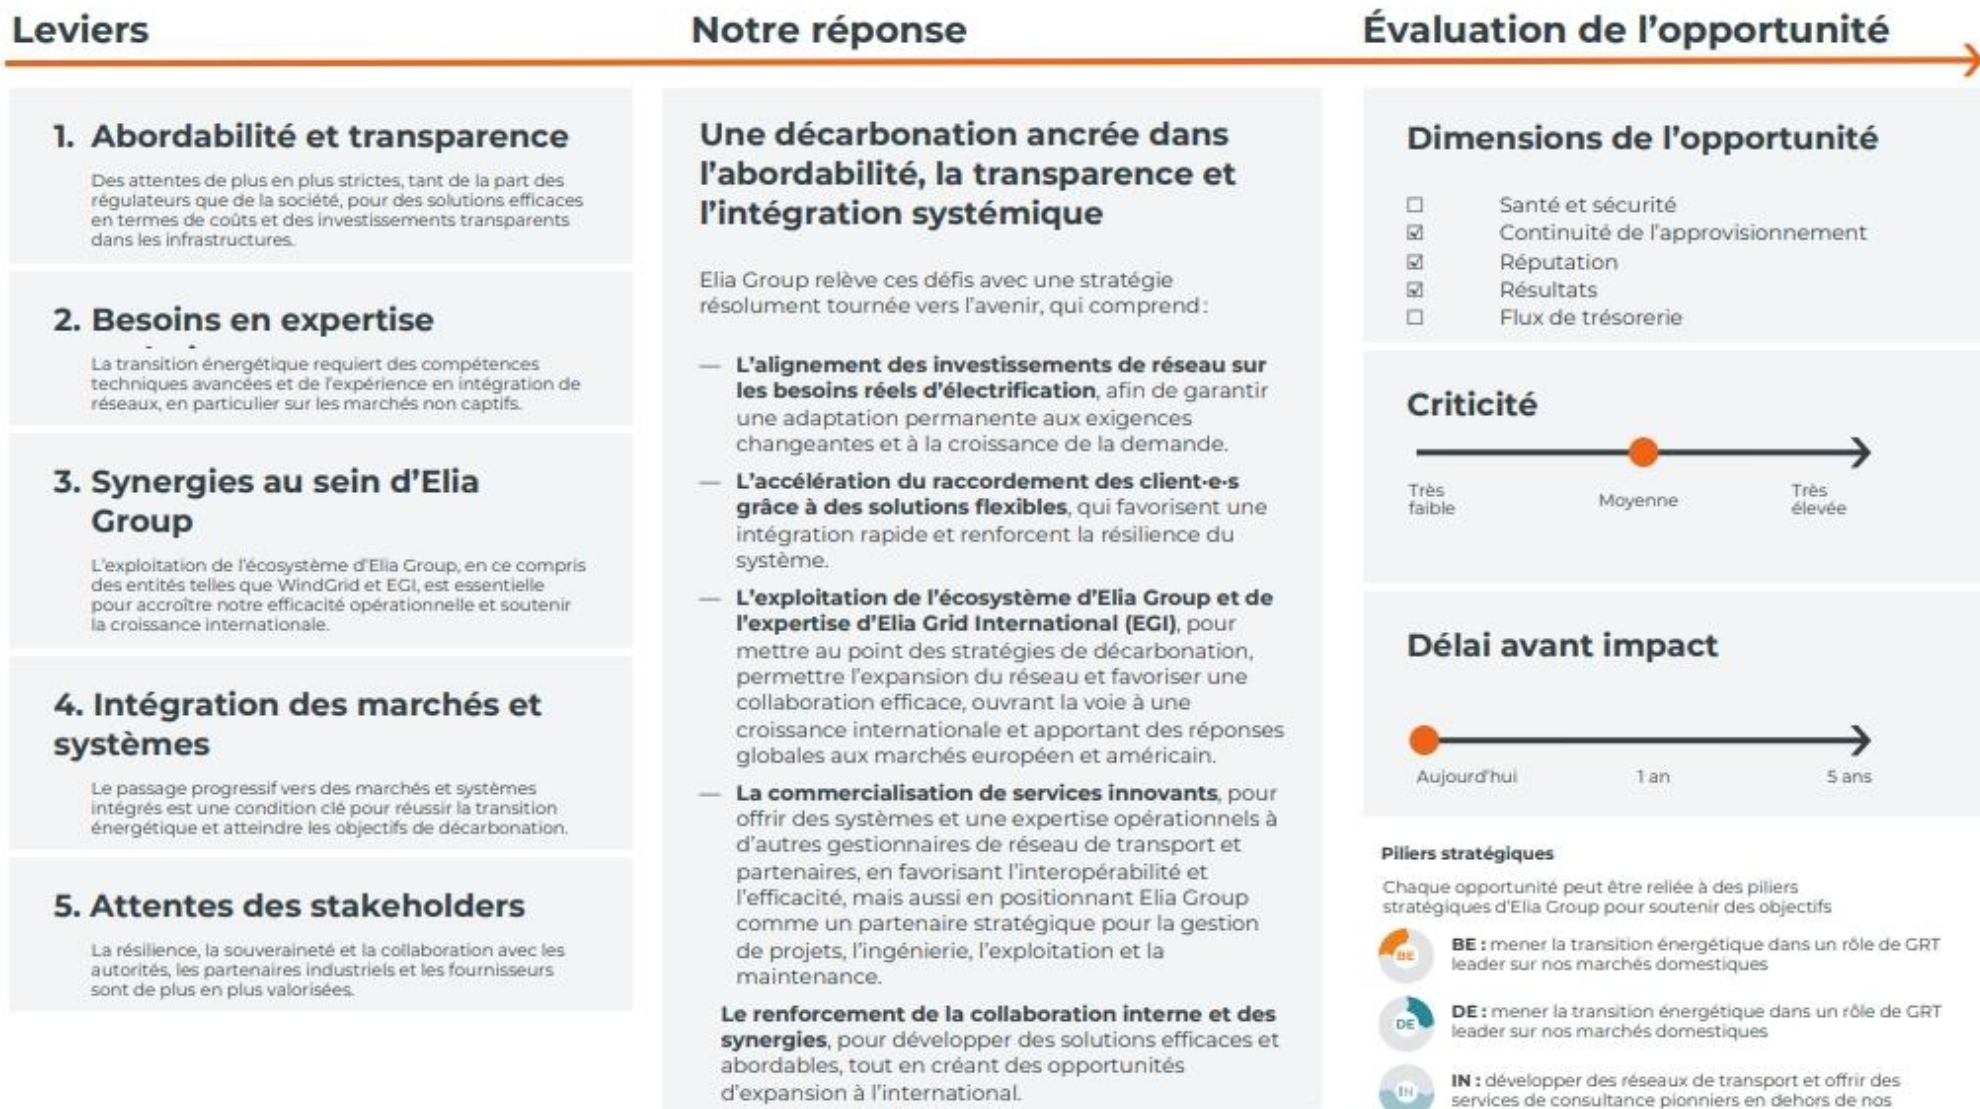 Leviers
Notre réponse
Évaluation de l'opportunité
1. Abordabilité et transparence
Des attentes de plus en plus strictes, tant de la part des
régulateurs que de la société, pour des solutions efficaces
en termes de coûts et des investissements transparents
dans les infrastructures.
2. Besoins en expertise
La transition énergétique requiert des compétences
techniques avancées et de l'expérience en intégration de
réseaux, en particulier sur les marchés non captifs.
3. Synergies au sein d'Elia
Group
L'exploitation de l'écosystème d'Elia Group, en ce compris
des entités telles que WindGrid et EGI, est essentielle
pour accroître notre efficacité opérationnelle et soutenir
la croissance internationale.
4. Intégration des marchés et
systèmes
Le passage progressif vers des marchés et systèmes
intégrés est une condition clé pour réussir la transition
énergétique et atteindre les objectifs de décarbonation.
5. Attentes des stakeholders
La résilience, la souveraineté et la collaboration avec les
autorités, les partenaires industriels et les fournisseurs
sont de plus en plus valorisées.
Une décarbonation ancrée dans
l'abordabilité, la transparence et
l'intégration systémique
Elia Group relève ces défis avec une stratégie
résolument tournée vers l'avenir, qui comprend :
— L'alignement des investissements de réseau sur
les besoins réels d'électrification, afin de garantir
une adaptation permanente aux exigences
changeantes et à la croissance de la demande.
— L'accélération du raccordement des client·e·s
grâce à des solutions flexibles, qui favorisent une
intégration rapide et renforcent la résilience du
système.
— L'exploitation de l'écosystème d'Elia Group et de
l'expertise d'Elia Grid International (EGI), pour
mettre au point des stratégies de décarbonation,
permettre l'expansion du réseau et favoriser une
collaboration efficace, ouvrant la voie à une
croissance internationale et apportant des réponses
globales aux marchés européen et américain.
— La commercialisation de services innovants, pour
offrir des systèmes et une expertise opérationnels à
d'autres gestionnaires de réseau de transport et
partenaires, en favorisant l'interopérabilité et
l'efficacité, mais aussi en positionnant Elia Group
comme un partenaire stratégique pour la gestion
de projets, l'ingénierie, l'exploitation et la
maintenance.
Le renforcement de la collaboration interne et des
synergies, pour développer des solutions efficaces et
abordables, tout en créant des opportunités
d'expansion à l'international.
Dimensions de l'opportunité
☐ Santé et sécurité
☑ Continuité de l'approvisionnement
☑ Réputation
☑ Résultats
☐ Flux de trésorerie
Criticité
Très
faible
Moyenne
Très
élevée
Délai avant impact
Aujourd'hui
1 an
5 ans
Piliers stratégiques
Chaque opportunité peut être reliée à des piliers
stratégiques d'Elia Group pour soutenir des objectifs
BE
BE : mener la transition énergétique dans un rôle de GRT
leader sur nos marchés domestiques
DE
DE : mener la transition énergétique dans un rôle de GRT
leader sur nos marchés domestiques
IN
IN : développer des réseaux de transport et offrir des
services de consultance pionniers en dehors de nos